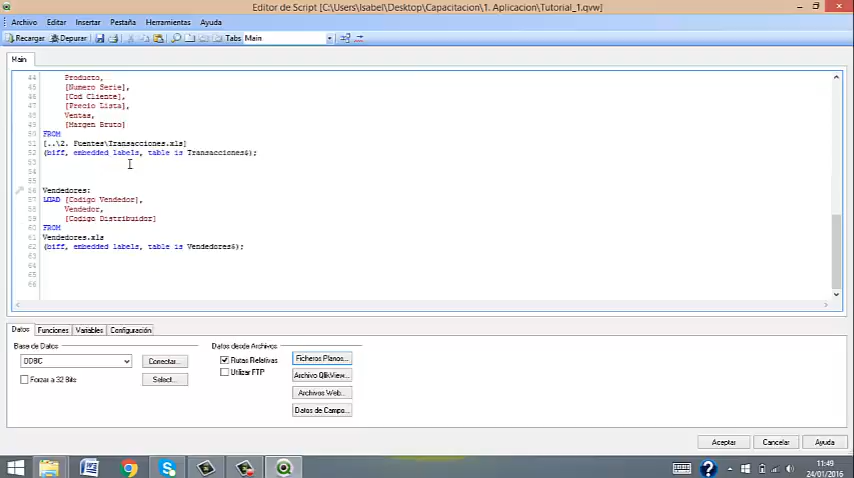 Editor de Script [C:\Users\Isabel\Desktop\Capacitacion\1. Aplicacion\Tutorial_1.qvw]
Archivo Editar Insertar Pestaña Herramientas Ayuda
Recargar Depurar Tabs Main
Main
44 Producto,
45 [Numero Serie],
46 [Cod Cliente],
47 [Precio Lista],
48 Ventas,
49 [Margen Bruto]
50 FROM
51 [..\2. Fuentes\Transacciones.xls]
52 (biff, embedded labels, table is Transacciones$);
53
54
55
56 Vendedores:
57 LOAD [Codigo Vendedor],
58 Vendedor,
59 [Codigo Distribuidor]
60 FROM
61 Vendedores.xls
62 (biff, embedded labels, table is Vendedores$);
63
64
65
66
Datos Funciones Variables Configuración
Base de Datos
ODBC
Conectar...
Forzar a 32 Bits
Select...
Datos desde Archivos
Rutas Relativas
Utilizar FTP
Ficheros Planos...
Archivo QlikView...
Archivos Web...
Datos de Campo...
Aceptar Cancelar Ayuda
11:49
24/01/2016